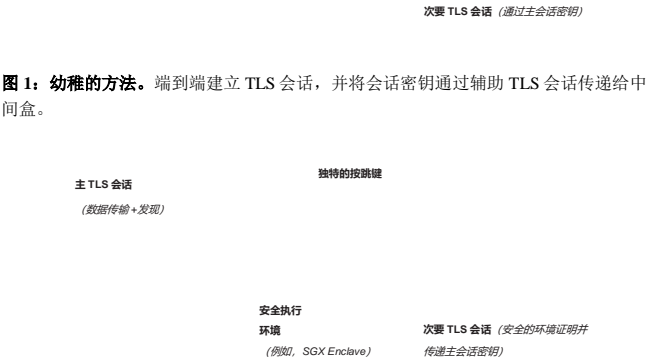 次要 TLS 会话（通过主会话密钥）
图 1：幼稚的方法。端到端建立 TLS 会话，并将会话密钥通过辅助 TLS 会话传递给中
间盒。
独特的按跳键
主 TLS 会话
（数据传输 +发现）
安全执行
环境
（例如，SGX Enclave）
次要 TLS 会话（安全的环境证明并
传递主会话密钥）